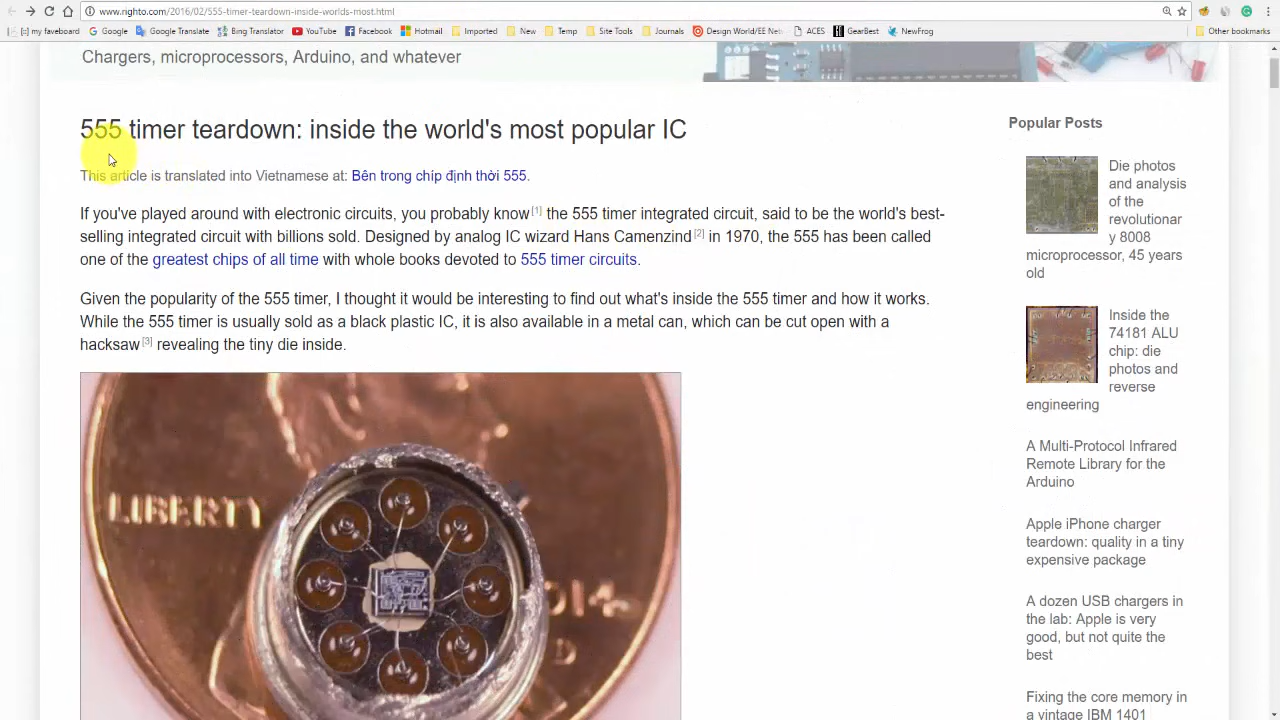 www.righto.com/2016/02/555-timer-teardown-inside-worlds-most.html
[c] my faveboard Google Google Translate Bing Translator YouTube Facebook Hotmail Imported New Temp Site Tools Journals Design World/EE Net ACES GearBest NewFrog Other bookmarks
Chargers, microprocessors, Arduino, and whatever
555 timer teardown: inside the world's most popular IC
This article is translated into Vietnamese at: Bên trong chíp định thời 555.
If you've played around with electronic circuits, you probably know[1] the 555 timer integrated circuit, said to be the world's best-
selling integrated circuit with billions sold. Designed by analog IC wizard Hans Camenzind[2] in 1970, the 555 has been called
one of the greatest chips of all time with whole books devoted to 555 timer circuits.
Given the popularity of the 555 timer, I thought it would be interesting to find out what's inside the 555 timer and how it works.
While the 555 timer is usually sold as a black plastic IC, it is also available in a metal can, which can be cut open with a
hacksaw[3] revealing the tiny die inside.
LIBERTY
2014
D
Popular Posts
Die photos
and analysis
of the
revolutionar
y 8008
microprocessor, 45 years
old
Inside the
74181 ALU
chip: die
photos and
reverse
engineering
A Multi-Protocol Infrared
Remote Library for the
Arduino
Apple iPhone charger
teardown: quality in a tiny
expensive package
A dozen USB chargers in
the lab: Apple is very
good, but not quite the
best
Fixing the core memory in
a vintage IBM 1401